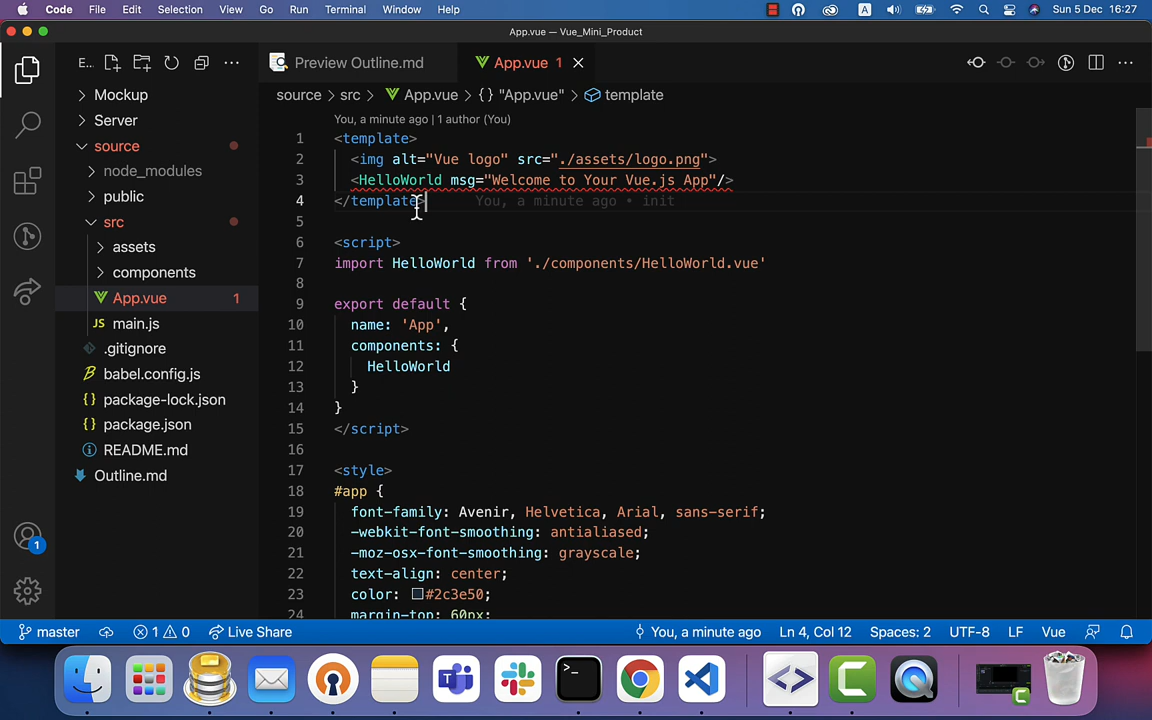 Code File Edit Selection View Go Run Terminal Window Help
A Sun 5 Dec 16:27
App.vue — Vue_Mini_Product
E...
Preview Outline.md
App.vue 1
source > src > App.vue > {} "App.vue" > template
You, a minute ago | 1 author (You)
Mockup
Server
source
node_modules
public
src
assets
components
App.vue 1
JS main.js
.gitignore
babel.config.js
{} package-lock.json
{} package.json
README.md
Outline.md
1
1 <template>
2 <img alt="Vue logo" src="./assets/logo.png">
3 <HelloWorld msg="Welcome to Your Vue.js App"/>
4 </template> You, a minute ago • init
5
6 <script>
7 import HelloWorld from './components/HelloWorld.vue'
8
9 export default {
10 name: 'App',
11 components: {
12 HelloWorld
13 }
14 }
15 </script>
16
17 <style>
18 #app {
19 font-family: Avenir, Helvetica, Arial, sans-serif;
20 -webkit-font-smoothing: antialiased;
21 -moz-osx-font-smoothing: grayscale;
22 text-align: center;
23 color: #2c3e50;
24 margin-top: 60px;
master 1 0 Live Share You, a minute ago Ln 4, Col 12 Spaces: 2 UTF-8 LF Vue